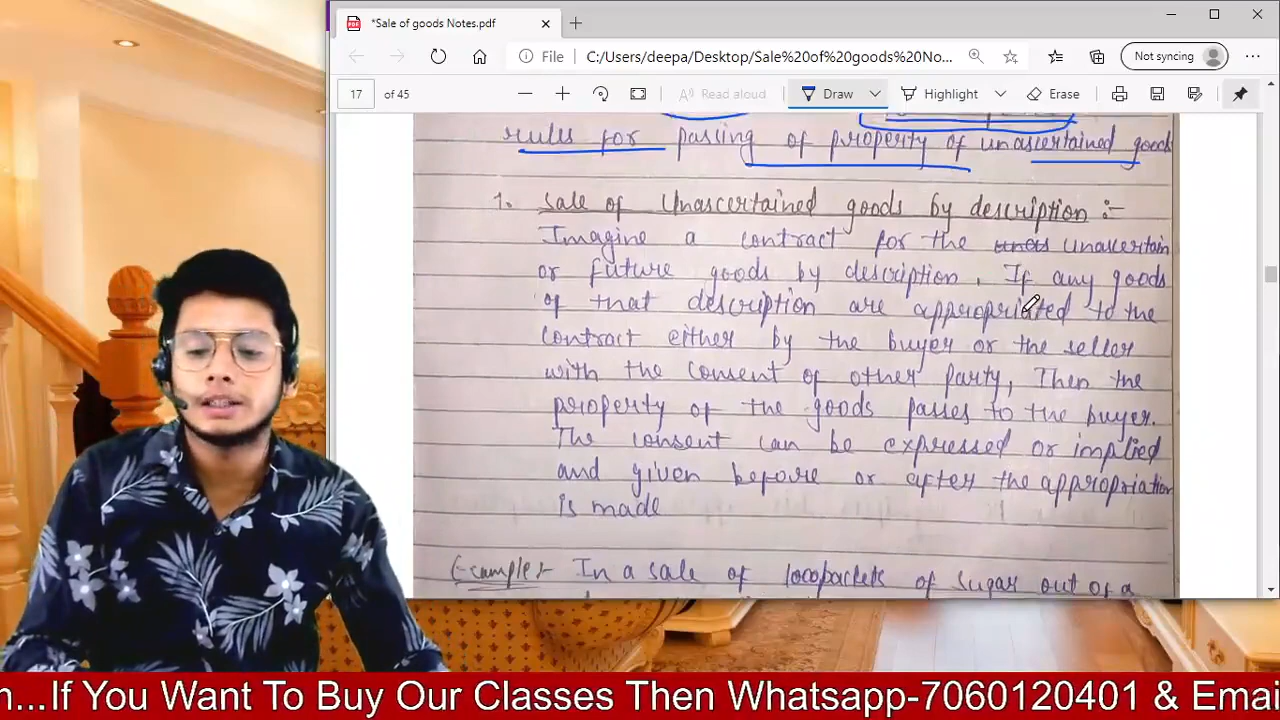 *Sale of goods Notes.pdf
File
C:/Users/deepa/Desktop/Sale%20of%20goods%20No...
Not syncing
17 of 45
Read aloud
Draw
Highlight
Erase
rules for passing of property of unascertained goods
1. Sale of Unascertained goods by description :-
Imagine a contract for the unas unascertain
or future goods by description. If any goods
of that description are appropriated to the
contract either by the buyer or the seller
with the consent of other party, Then the
property of the goods passes to the buyer.
The consent can be expressed or implied
and given before or after the appropriation
is made
Example:- In a sale of packets of sugar out of a
n...If You Want To Buy Our Classes Then Whatsapp-7060120401 & Emai